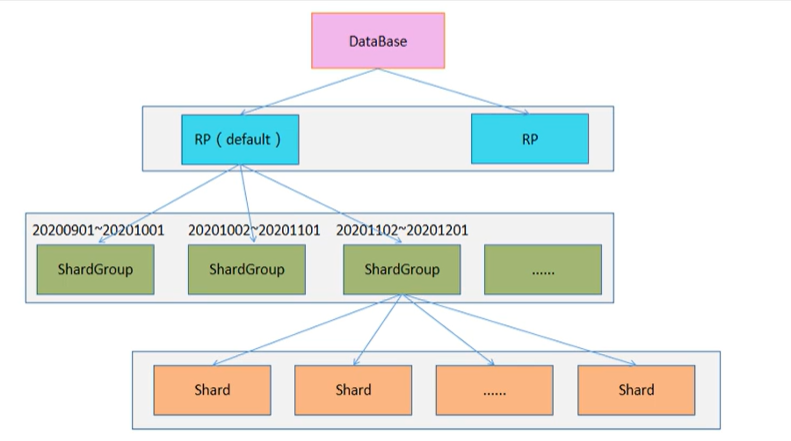 DataBase
RP（default）
RP
20200901~20201001
20201002~20201101
20201102~20201201
ShardGroup
ShardGroup
ShardGroup
......
Shard
Shard
......
Shard